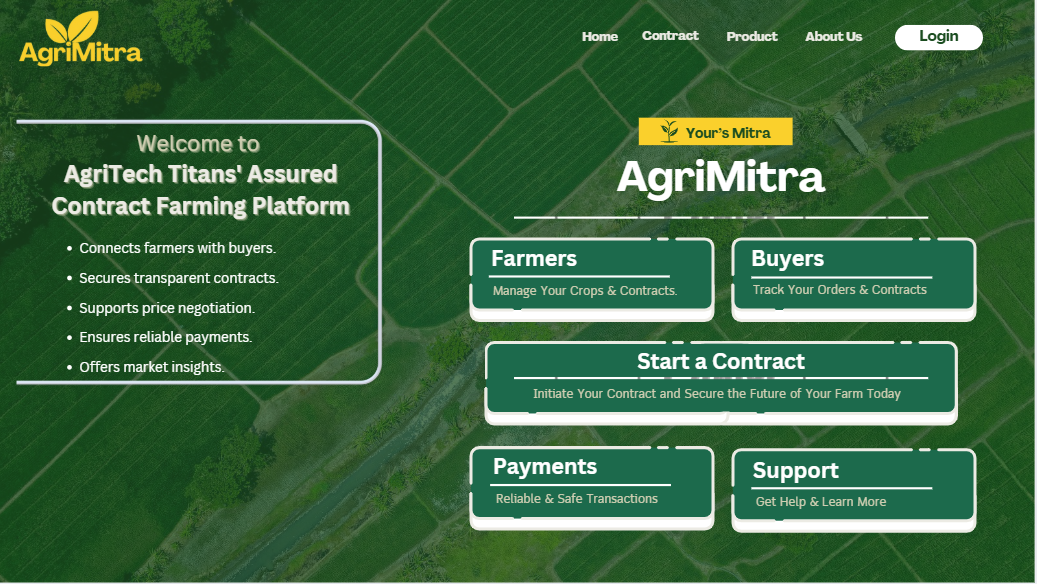 AgriMitra
Home Contract Product About Us Login
Welcome to
AgriTech Titans' Assured
Contract Farming Platform
• Connects farmers with buyers.
• Secures transparent contracts.
• Supports price negotiation.
• Ensures reliable payments.
• Offers market insights.
Your's Mitra
AgriMitra
Farmers
Manage Your Crops & Contracts.
Buyers
Track Your Orders & Contracts
Start a Contract
Initiate Your Contract and Secure the Future of Your Farm Today
Payments
Reliable & Safe Transactions
Support
Get Help & Learn More